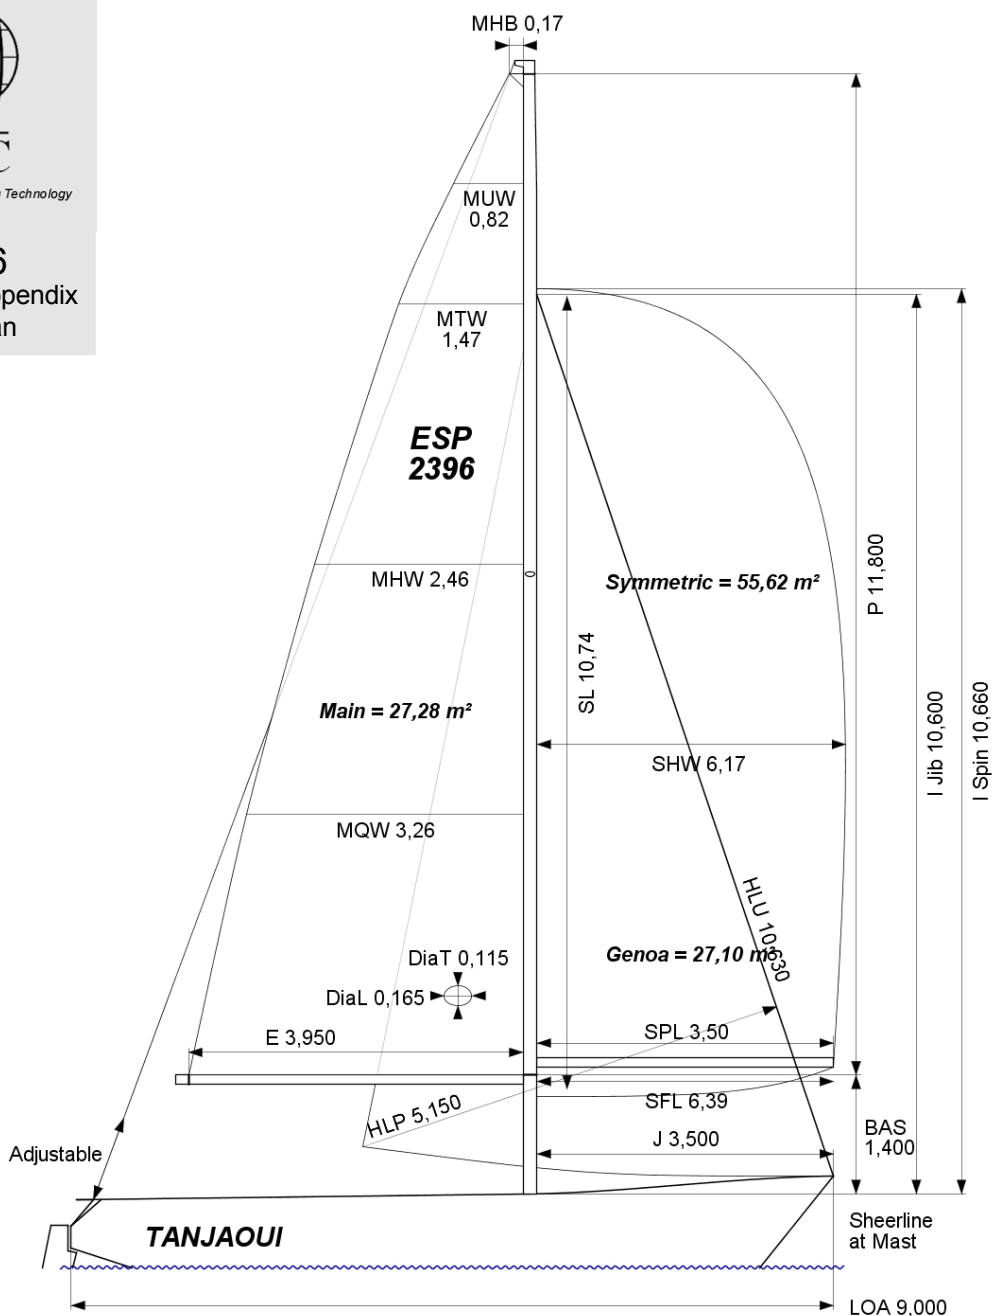 MHB 0,17
Technology
MUW
0,82
MTW
1,47
ESP
2396
MHW 2,46
Symmetric = 55,62 m²
P 11,800
SL 10,74
I Jib 10,600
I Spin 10,660
Main = 27,28 m²
SHW 6,17
MQW 3,26
HLU 10,630
Genoa = 27,10 m²
DiaT 0,115
DiaL 0,165
E 3,950
SPL 3,50
SFL 6,39
HLP 5,150
J 3,500
BAS
1,400
Adjustable
TANJAOUI
Sheerline
at Mast
LOA 9,000